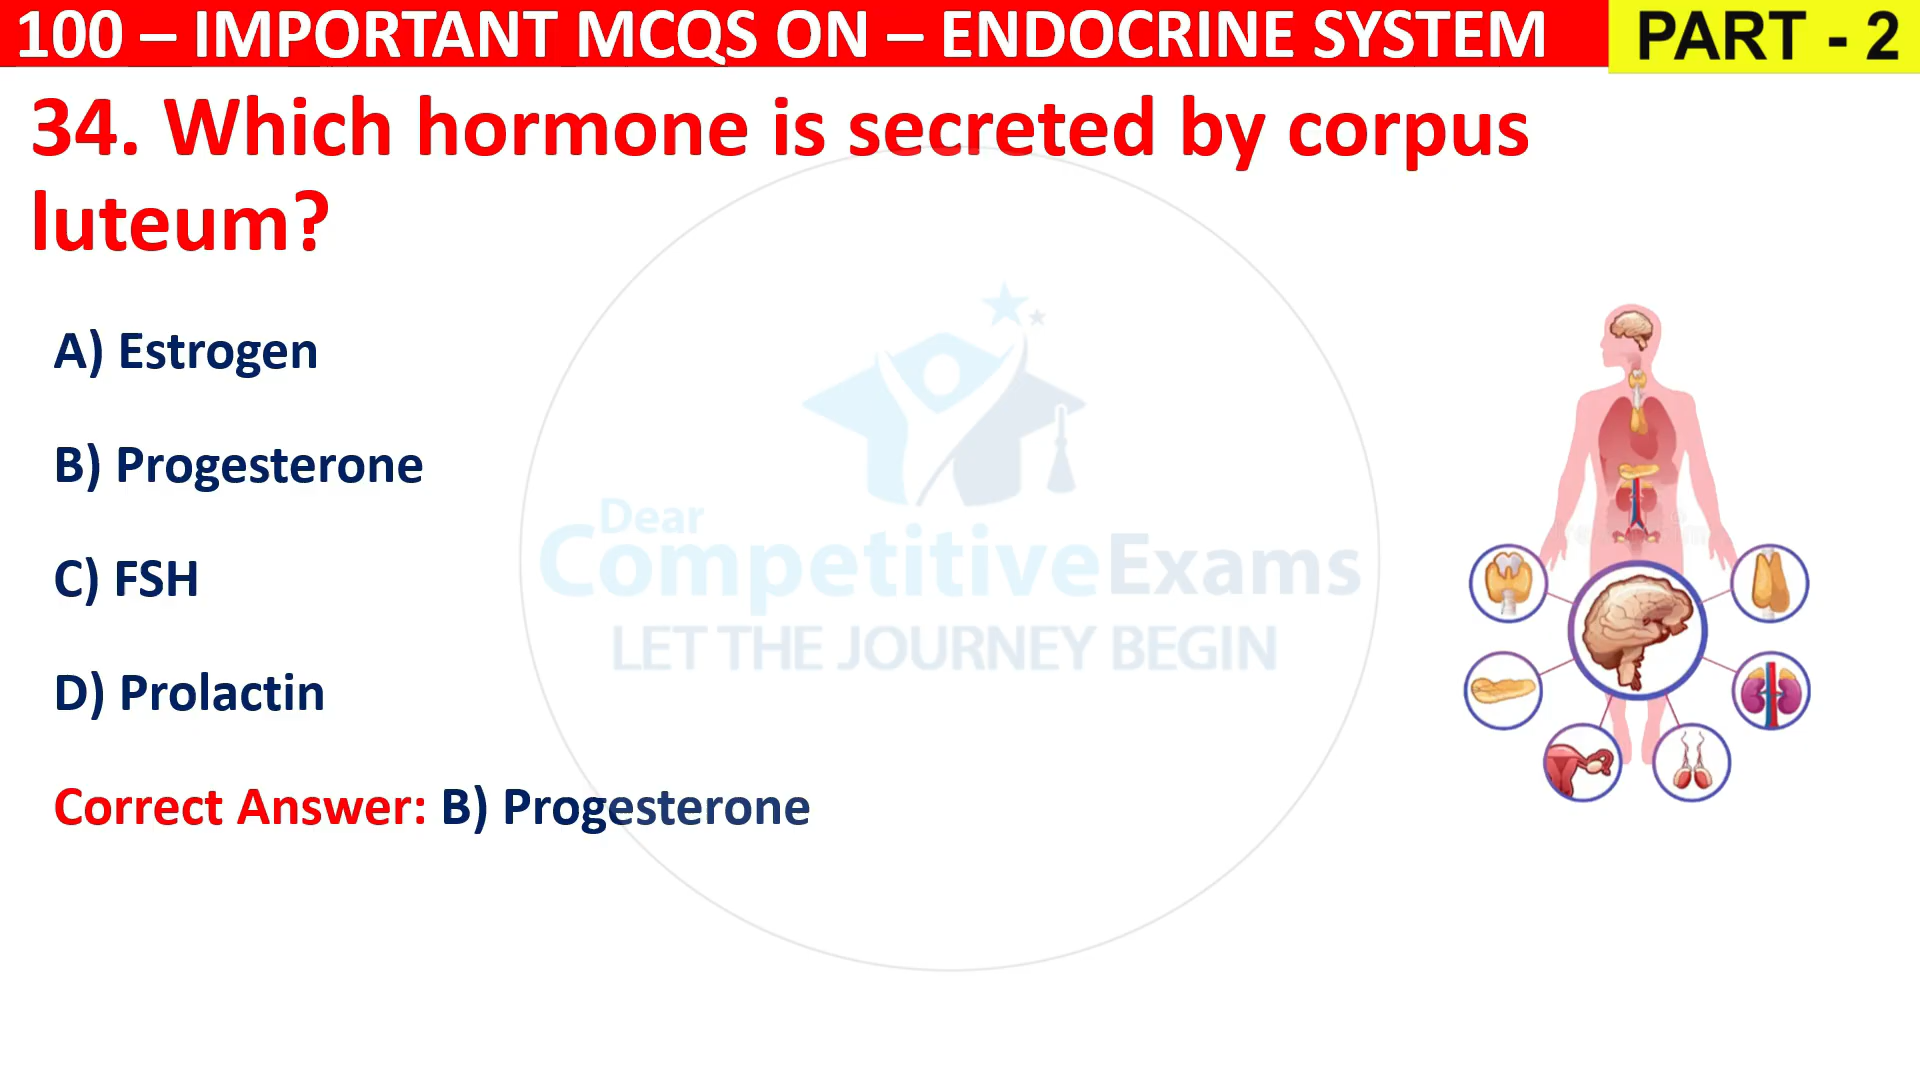 100 – IMPORTANT MCQS ON – ENDOCRINE SYSTEM
PART - 2
34. Which hormone is secreted by corpus
luteum?
A) Estrogen
B) Progesterone
C) FSH
D) Prolactin
Correct Answer: B) Progesterone
Dear
CompetitiveExams
LET THE JOURNEY BEGIN